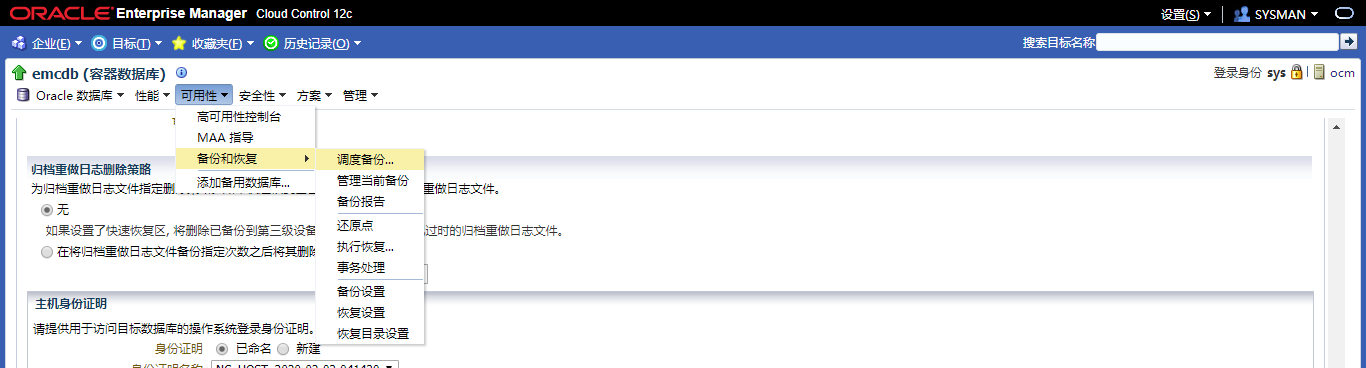 ORACLE Enterprise Manager Cloud Control 12c 设置(S) SYSMAN
企业(E) 目标(T) 收藏夹(F) 历史记录(O) 搜索目标名称
emcdb (容器数据库) 登录身份 sys ocm
Oracle 数据库 性能 可用性 安全性 方案 管理
高可用性控制台
MAA 指导
备份和恢复
添加备用数据库...
调度备份...
管理当前备份
备份报告
还原点
执行恢复...
事务处理
备份设置
恢复设置
恢复目录设置
归档重做日志删除策略
为归档重做日志文件指定删 重做日志文件。
无
如果设置了快速恢复区, 将删除已备份到第三级设备 过时的归档重做日志文件。
在将归档重做日志文件备份指定次数之后将其删除
主机身份证明
请提供用于访问目标数据库的操作系统登录身份证明。
身份证明 已命名 新建
身份证明名称 NC_HOST_2020-02-02-041439